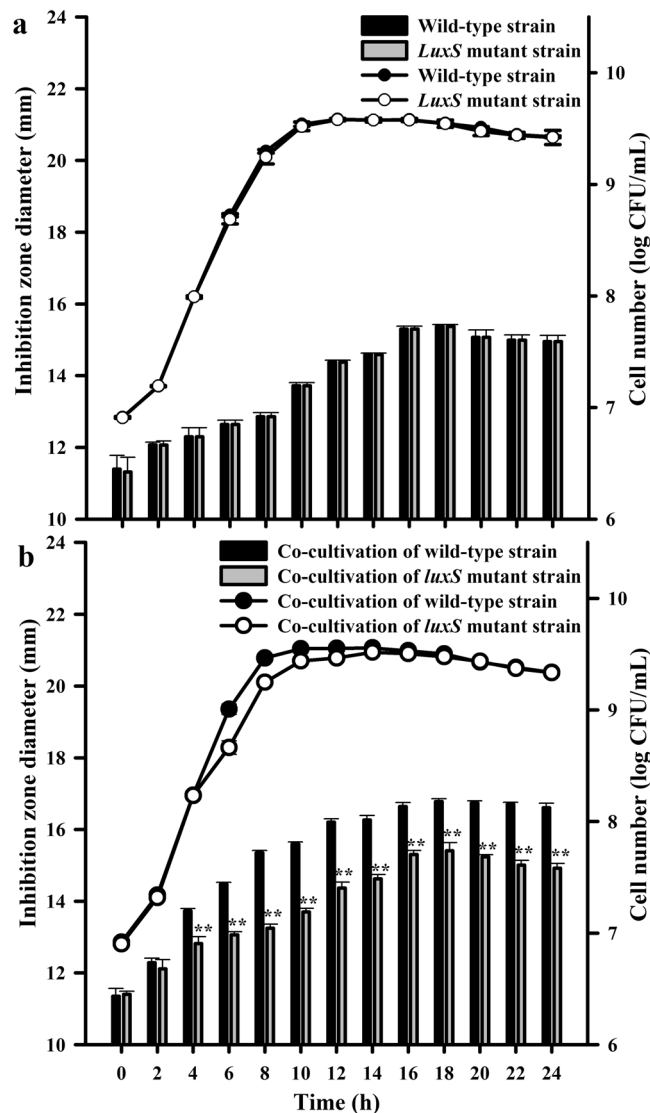 a
Wild-type strain
LuxS mutant strain
Wild-type strain
LuxS mutant strain
Inhibition zone diameter (mm)
24
22
20
18
16
14
12
10
Cell number (log CFU/mL)
10
9
8
7
6
b
Co-cultivation of wild-type strain
Co-cultivation of luxS mutant strain
Co-cultivation of wild-type strain
Co-cultivation of luxS mutant strain
Inhibition zone diameter (mm)
24
22
20
18
16
14
12
10
Cell number (log CFU/mL)
10
9
8
7
6
** ** ** ** ** ** ** ** ** ** **
0 2 4 6 8 10 12 14 16 18 20 22 24
Time (h)